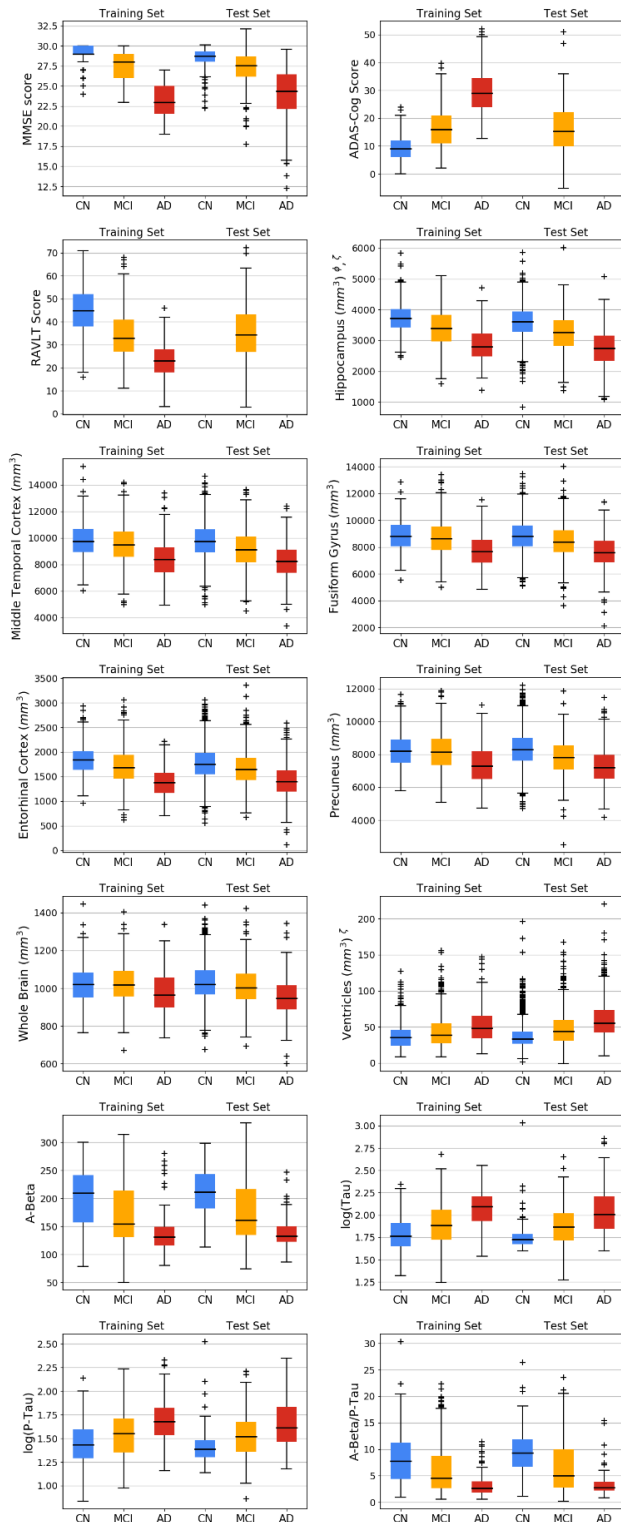 Training Set Test Set
MMSE score
30.0
27.5
25.0
22.5
20.0
17.5
15.0
12.5
CN MCI AD CN MCI AD
Training Set Test Set
ADAS-Cog Score
50
40
30
20
10
0
CN MCI AD MCI
Training Set Test Set
RAVLT Score
70
60
50
40
30
20
10
0
CN MCI AD MCI
Training Set Test Set
Hippocampus (mm³) ϕ, ζ
6000
5000
4000
3000
2000
1000
CN MCI AD CN MCI AD
Training Set Test Set
Middle Temporal Cortex (mm³)
14000
12000
10000
8000
6000
4000
CN MCI AD CN MCI AD
Training Set Test Set
Fusiform Gyrus (mm³)
14000
12000
10000
8000
6000
4000
2000
CN MCI AD CN MCI AD
Training Set Test Set
Entorhinal Cortex (mm³)
3500
3000
2500
2000
1500
1000
500
0
CN MCI AD CN MCI AD
Training Set Test Set
Precuneus (mm³)
12000
10000
8000
6000
4000
2000
CN MCI AD CN MCI AD
Training Set Test Set
Whole Brain (mm³)
1400
1200
1000
800
600
CN MCI AD CN MCI AD
Training Set Test Set
Ventricles (mm³) ζ
200
150
100
50
0
CN MCI AD CN MCI AD
Training Set Test Set
A-Beta
300
250
200
150
100
50
CN MCI AD CN MCI AD
Training Set Test Set
log(Tau)
3.00
2.75
2.50
2.25
2.00
1.75
1.50
1.25
CN MCI AD CN MCI AD
Training Set Test Set
log(P-Tau)
2.50
2.25
2.00
1.75
1.50
1.25
1.00
CN MCI AD CN MCI AD
Training Set Test Set
A-Beta/P-Tau
30
25
20
15
10
5
0
CN MCI AD CN MCI AD